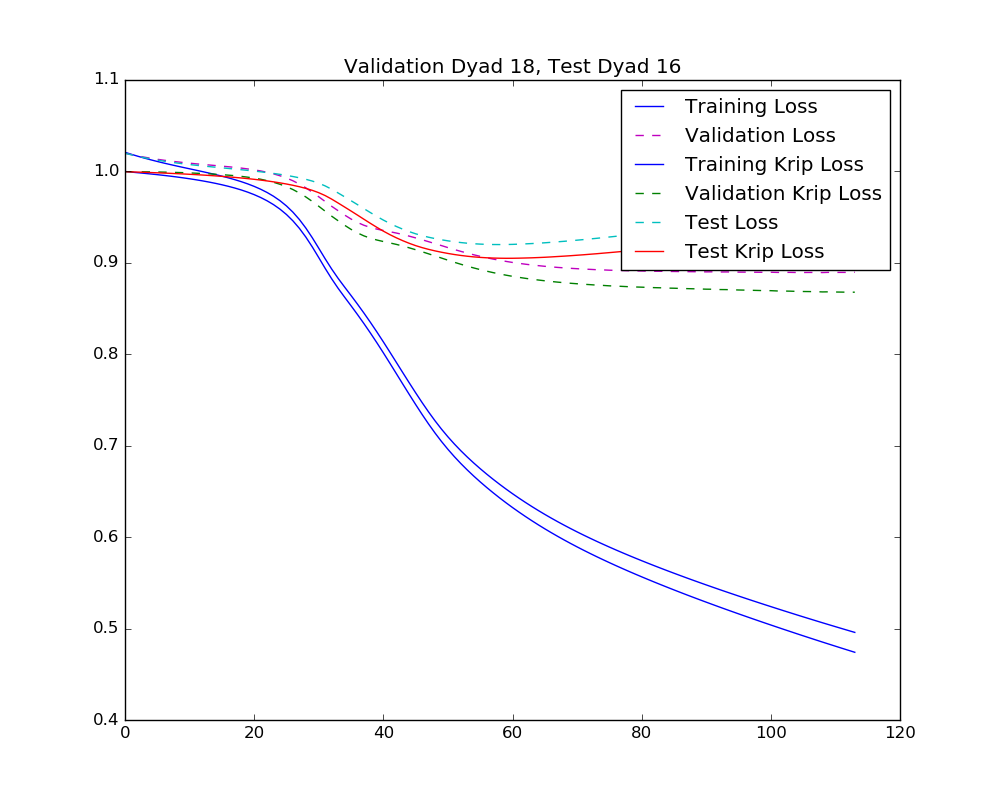 Validation Dyad 18, Test Dyad 16
1.1
1.0
0.9
0.8
0.7
0.6
0.5
0.4
0 20 40 60 80 100 120
Training Loss
Validation Loss
Training Krip Loss
Validation Krip Loss
Test Loss
Test Krip Loss